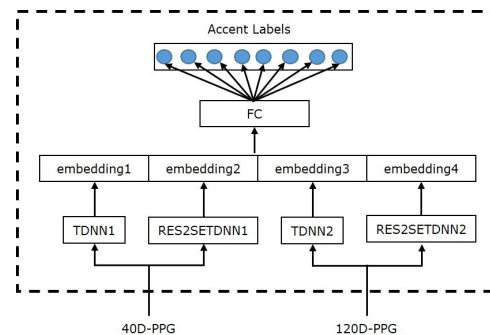 Accent Labels
FC
embedding1 embedding2 embedding3 embedding4
TDNN1 RES2SETDNN1 TDNN2 RES2SETDNN2
40D-PPG 120D-PPG